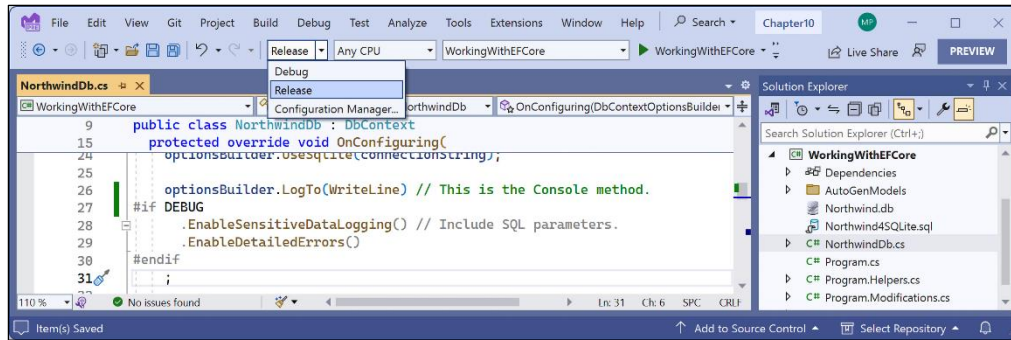 File Edit View Git Project Build Debug Test Analyze Tools Extensions Window Help Search Chapter10 MP
Release Any CPU WorkingWithEFCore WorkingWithEFCore Live Share PREVIEW
Debug
Release
Configuration Manager...
NorthwindDb.cs
WorkingWithEFCore orthwindDb OnConfiguring(DbContextOptionsBuilder
9 public class NorthwindDb : DbContext
15 protected override void OnConfiguring(
24 optionsBuilder.UseSqlite(connectionString);
25
26 optionsBuilder.LogTo(WriteLine) // This is the Console method.
27 #if DEBUG
28 .EnableSensitiveDataLogging() // Include SQL parameters.
29 .EnableDetailedErrors()
30 #endif
31 ;
110 % No issues found Ln: 31 Ch: 6 SPC CRLF
Solution Explorer
Search Solution Explorer (Ctrl+;)
WorkingWithEFCore
Dependencies
AutoGenModels
Northwind.db
Northwind4SQLite.sql
C# NorthwindDb.cs
C# Program.cs
C# Program.Helpers.cs
C# Program.Modifications.cs
Item(s) Saved Add to Source Control Select Repository